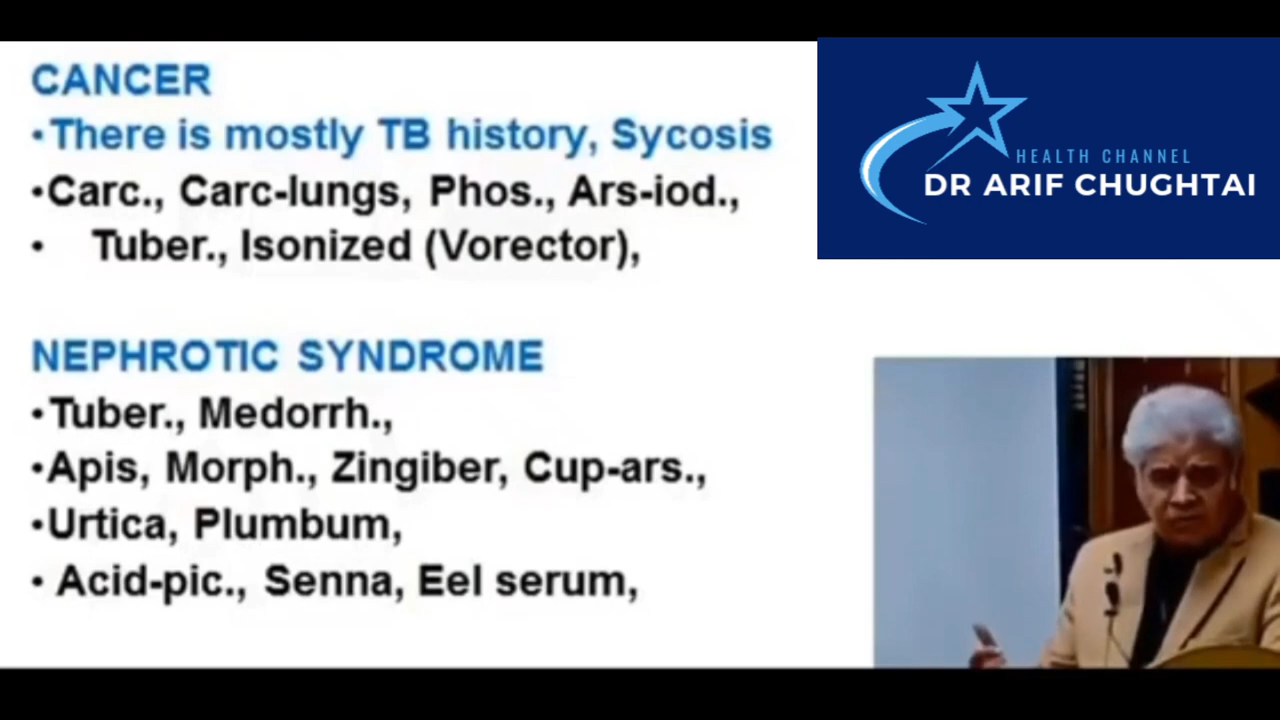 CANCER
•There is mostly TB history, Sycosis
•Carc., Carc-lungs, Phos., Ars-iod.,
• Tuber., Isonized (Vorector),
NEPHROTIC SYNDROME
•Tuber., Medorrh.,
•Apis, Morph., Zingiber, Cup-ars.,
•Urtica, Plumbum,
• Acid-pic., Senna, Eel serum,
HEALTH CHANNEL
DR ARIF CHUGHTAI